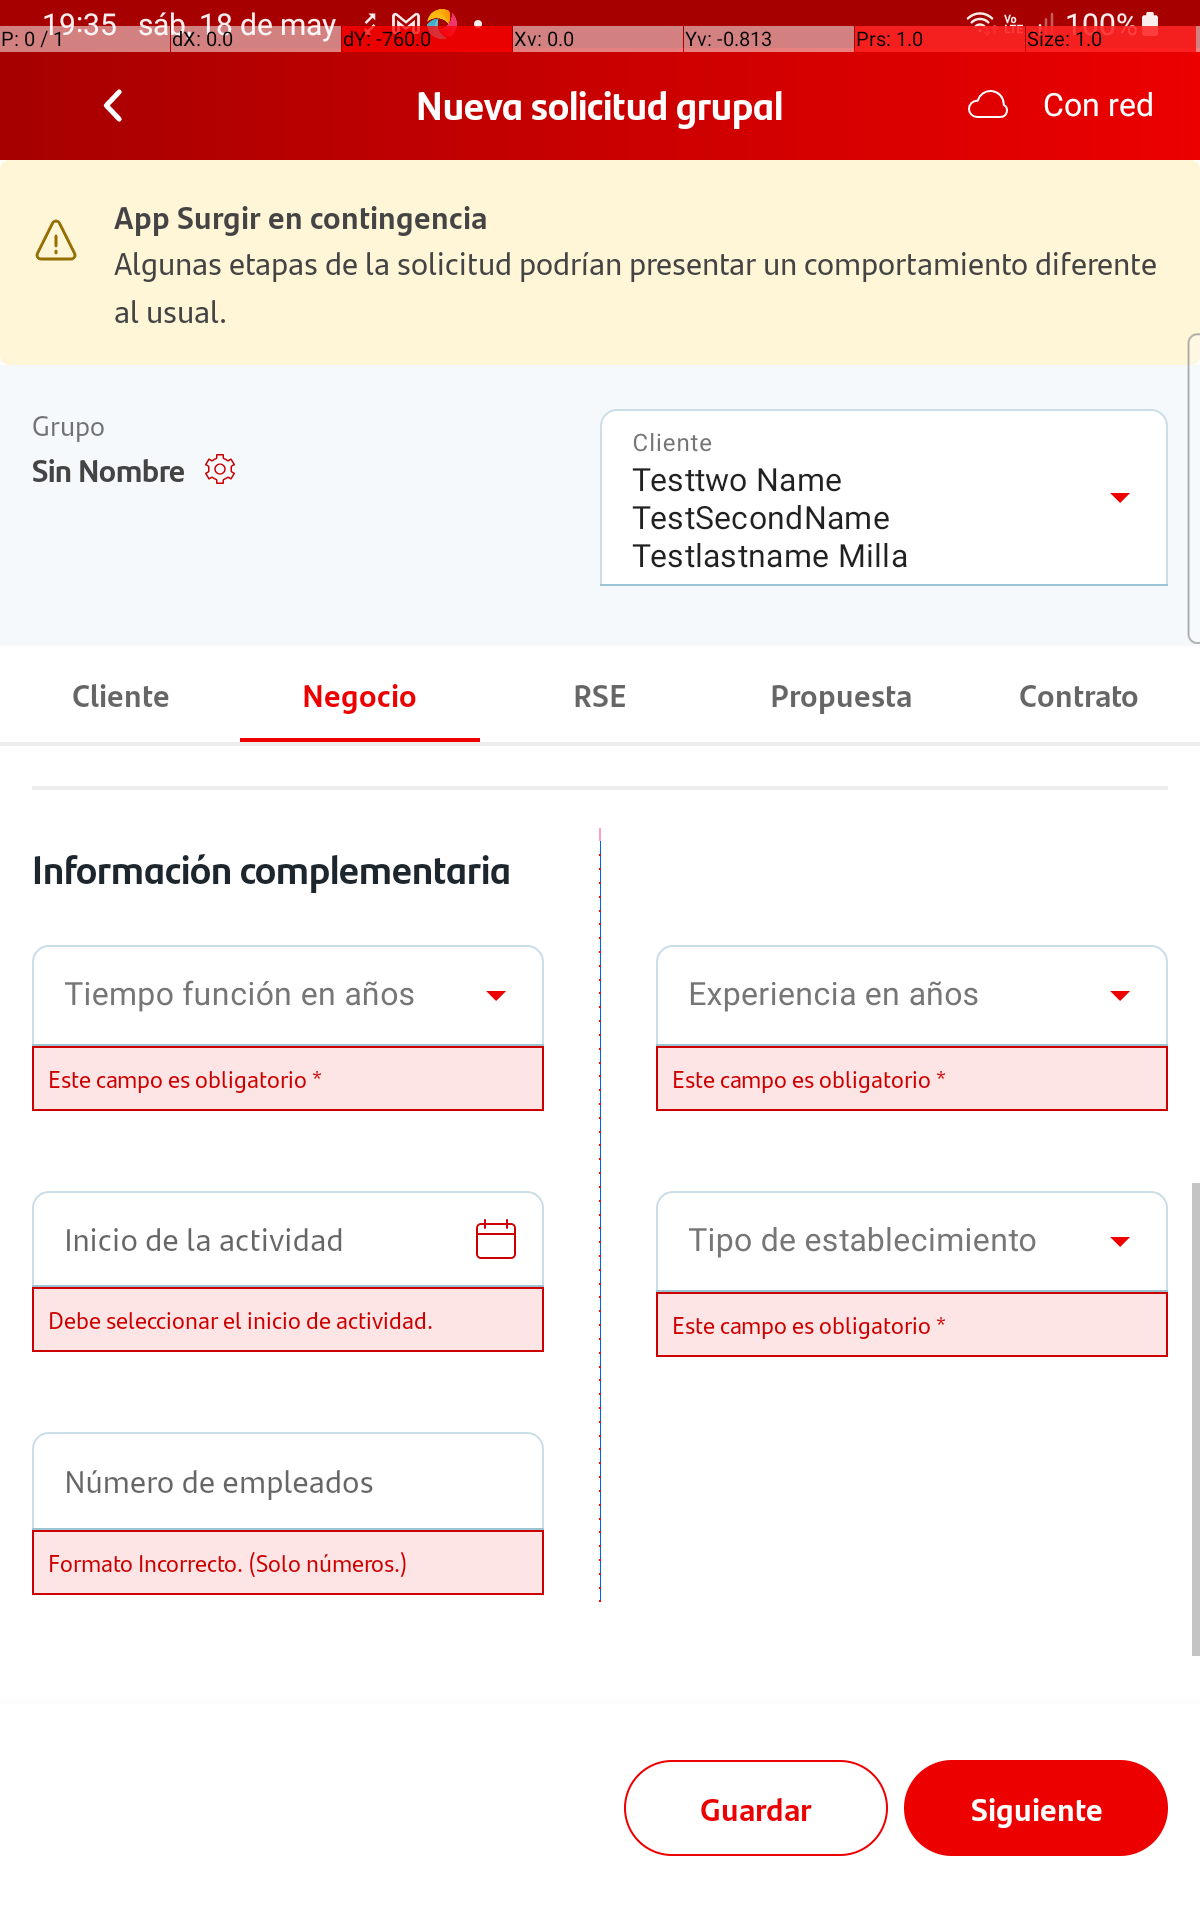 19:35 sáb. 18 de may 100%
P: 0 / 1 dX: 0.0 dY: -760.0 Xv: 0.0 Yv: -0.813 Prs: 1.0 Size: 1.0
Nueva solicitud grupal
Con red
App Surgir en contingencia
Algunas etapas de la solicitud podrían presentar un comportamiento diferente
al usual.
Grupo
Sin Nombre
Cliente
Testtwo Name
TestSecondName
Testlastname Milla
Cliente Negocio RSE Propuesta Contrato
Información complementaria
Tiempo función en años
Este campo es obligatorio *
Experiencia en años
Este campo es obligatorio *
Inicio de la actividad
Debe seleccionar el inicio de actividad.
Tipo de establecimiento
Este campo es obligatorio *
Número de empleados
Formato Incorrecto. (Solo números.)
Guardar
Siguiente